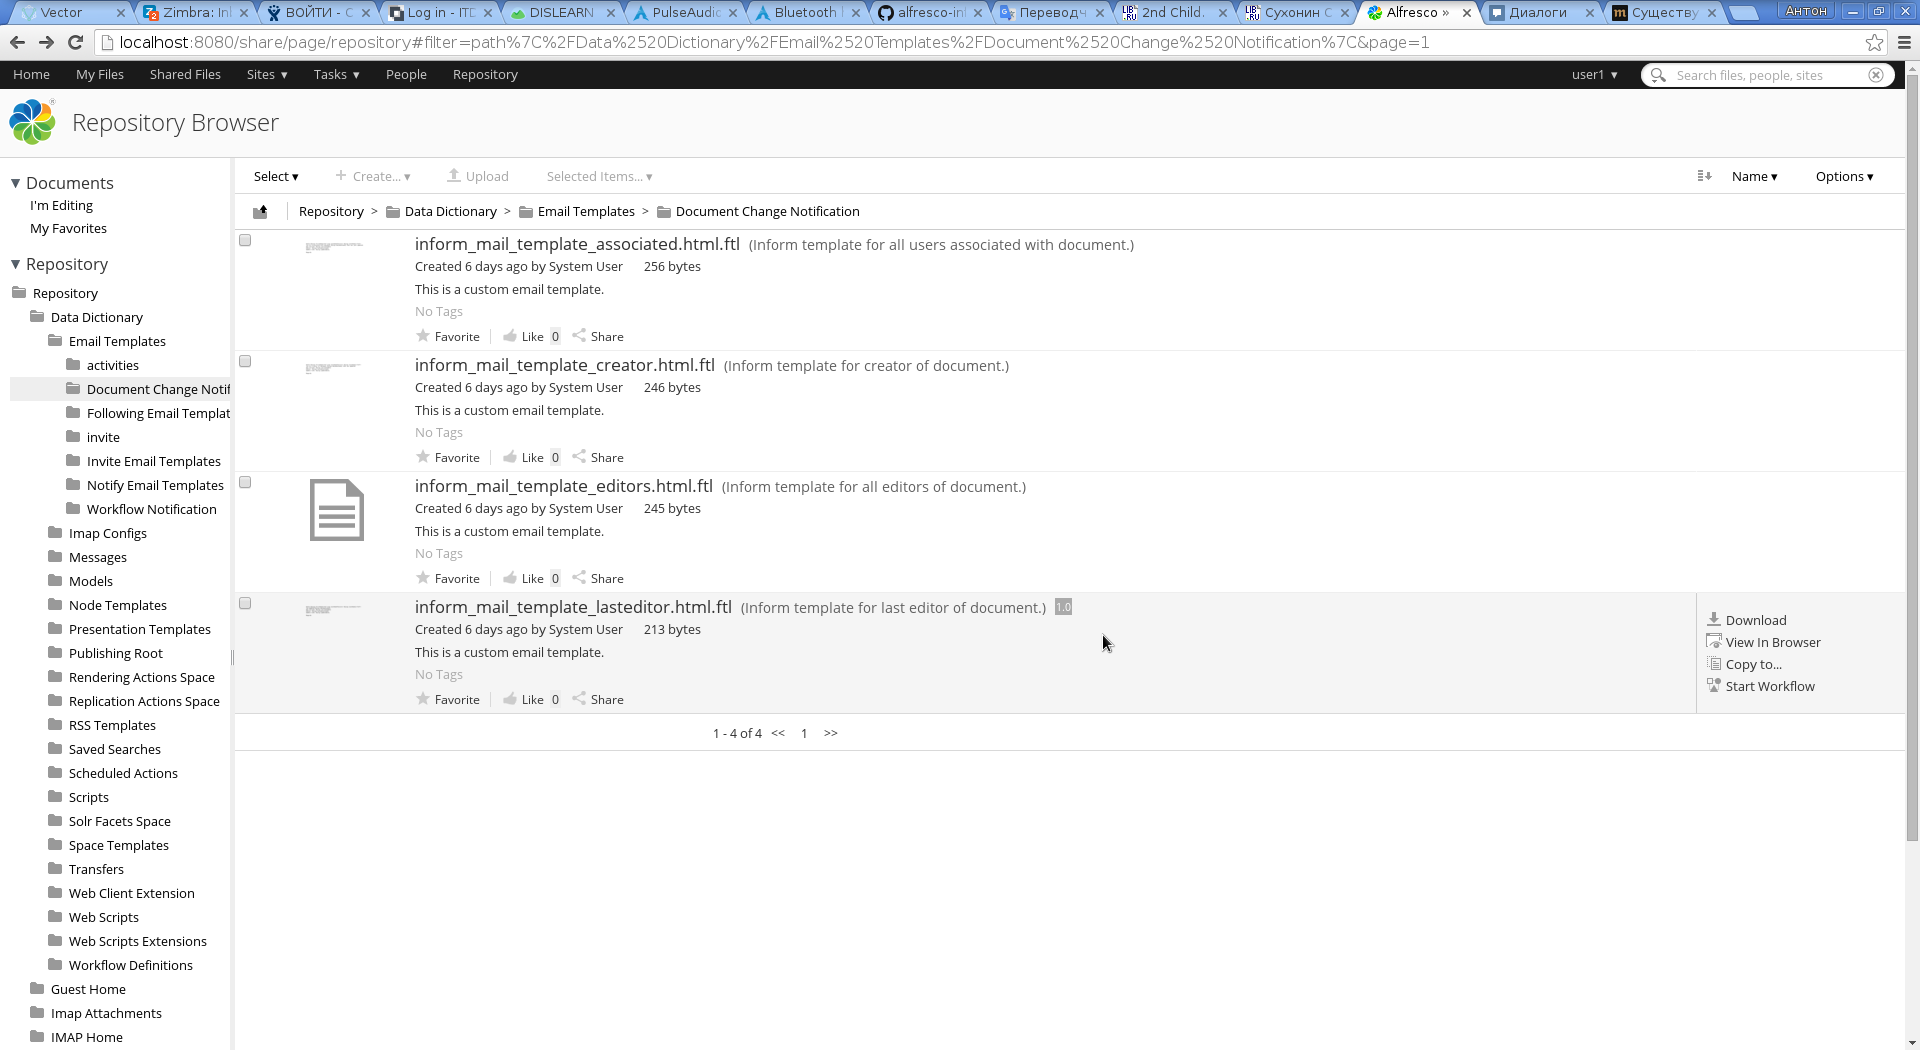 Vector
Zimbra: In
ВОЙТИ - С
Log in - ITD
DISLEARN
PulseAudio
Bluetooth
alfresco-in
Переводч
2nd Child.
Сухонин С
Alfresco »
Диалоги
Существу
Антон
localhost:8080/share/page/repository#filter=path%7C%2FData%2520Dictionary%2FEmail%2520Templates%2FDocument%2520Change%2520Notification%7C&page=1
Home My Files Shared Files Sites ▾ Tasks ▾ People Repository user1 ▾ Search files, people, sites
Repository Browser
Documents
I'm Editing
My Favorites
Repository
Repository
Data Dictionary
Email Templates
activities
Document Change Notif
Following Email Templat
invite
Invite Email Templates
Notify Email Templates
Workflow Notification
Imap Configs
Messages
Models
Node Templates
Presentation Templates
Publishing Root
Rendering Actions Space
Replication Actions Space
RSS Templates
Saved Searches
Scheduled Actions
Scripts
Solr Facets Space
Space Templates
Transfers
Web Client Extension
Web Scripts
Web Scripts Extensions
Workflow Definitions
Guest Home
Imap Attachments
IMAP Home
Select ▾ Create... ▾ Upload Selected Items... ▾ Name ▾ Options ▾
Repository > Data Dictionary > Email Templates > Document Change Notification
inform_mail_template_associated.html.ftl (Inform template for all users associated with document.)
Created 6 days ago by System User 256 bytes
This is a custom email template.
No Tags
Favorite Like 0 Share
inform_mail_template_creator.html.ftl (Inform template for creator of document.)
Created 6 days ago by System User 246 bytes
This is a custom email template.
No Tags
Favorite Like 0 Share
inform_mail_template_editors.html.ftl (Inform template for all editors of document.)
Created 6 days ago by System User 245 bytes
This is a custom email template.
No Tags
Favorite Like 0 Share
inform_mail_template_lasteditor.html.ftl (Inform template for last editor of document.) 1.0
Created 6 days ago by System User 213 bytes
This is a custom email template.
No Tags
Favorite Like 0 Share
Download
View In Browser
Copy to...
Start Workflow
1 - 4 of 4 << 1 >>